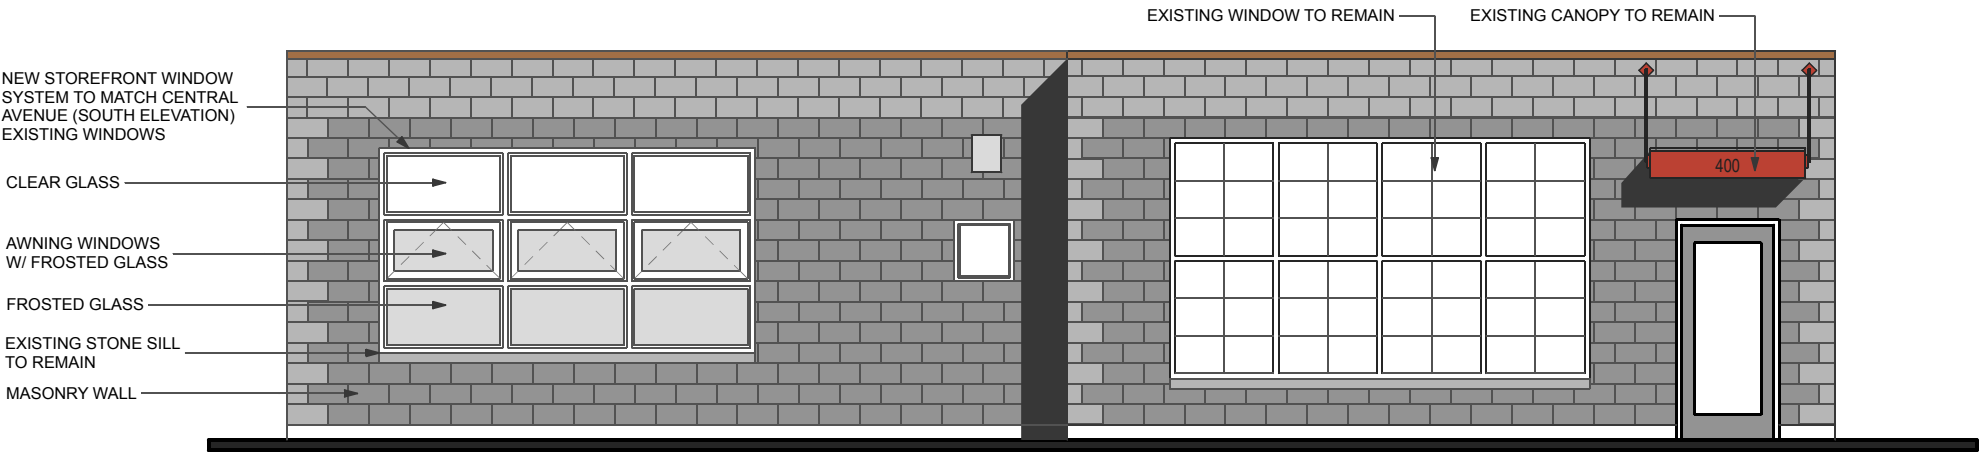 EXISTING WINDOW TO REMAIN
EXISTING CANOPY TO REMAIN
NEW STOREFRONT WINDOW
SYSTEM TO MATCH CENTRAL
AVENUE (SOUTH ELEVATION)
EXISTING WINDOWS
CLEAR GLASS
400
AWNING WINDOWS
W/ FROSTED GLASS
FROSTED GLASS
EXISTING STONE SILL
TO REMAIN
MASONRY WALL